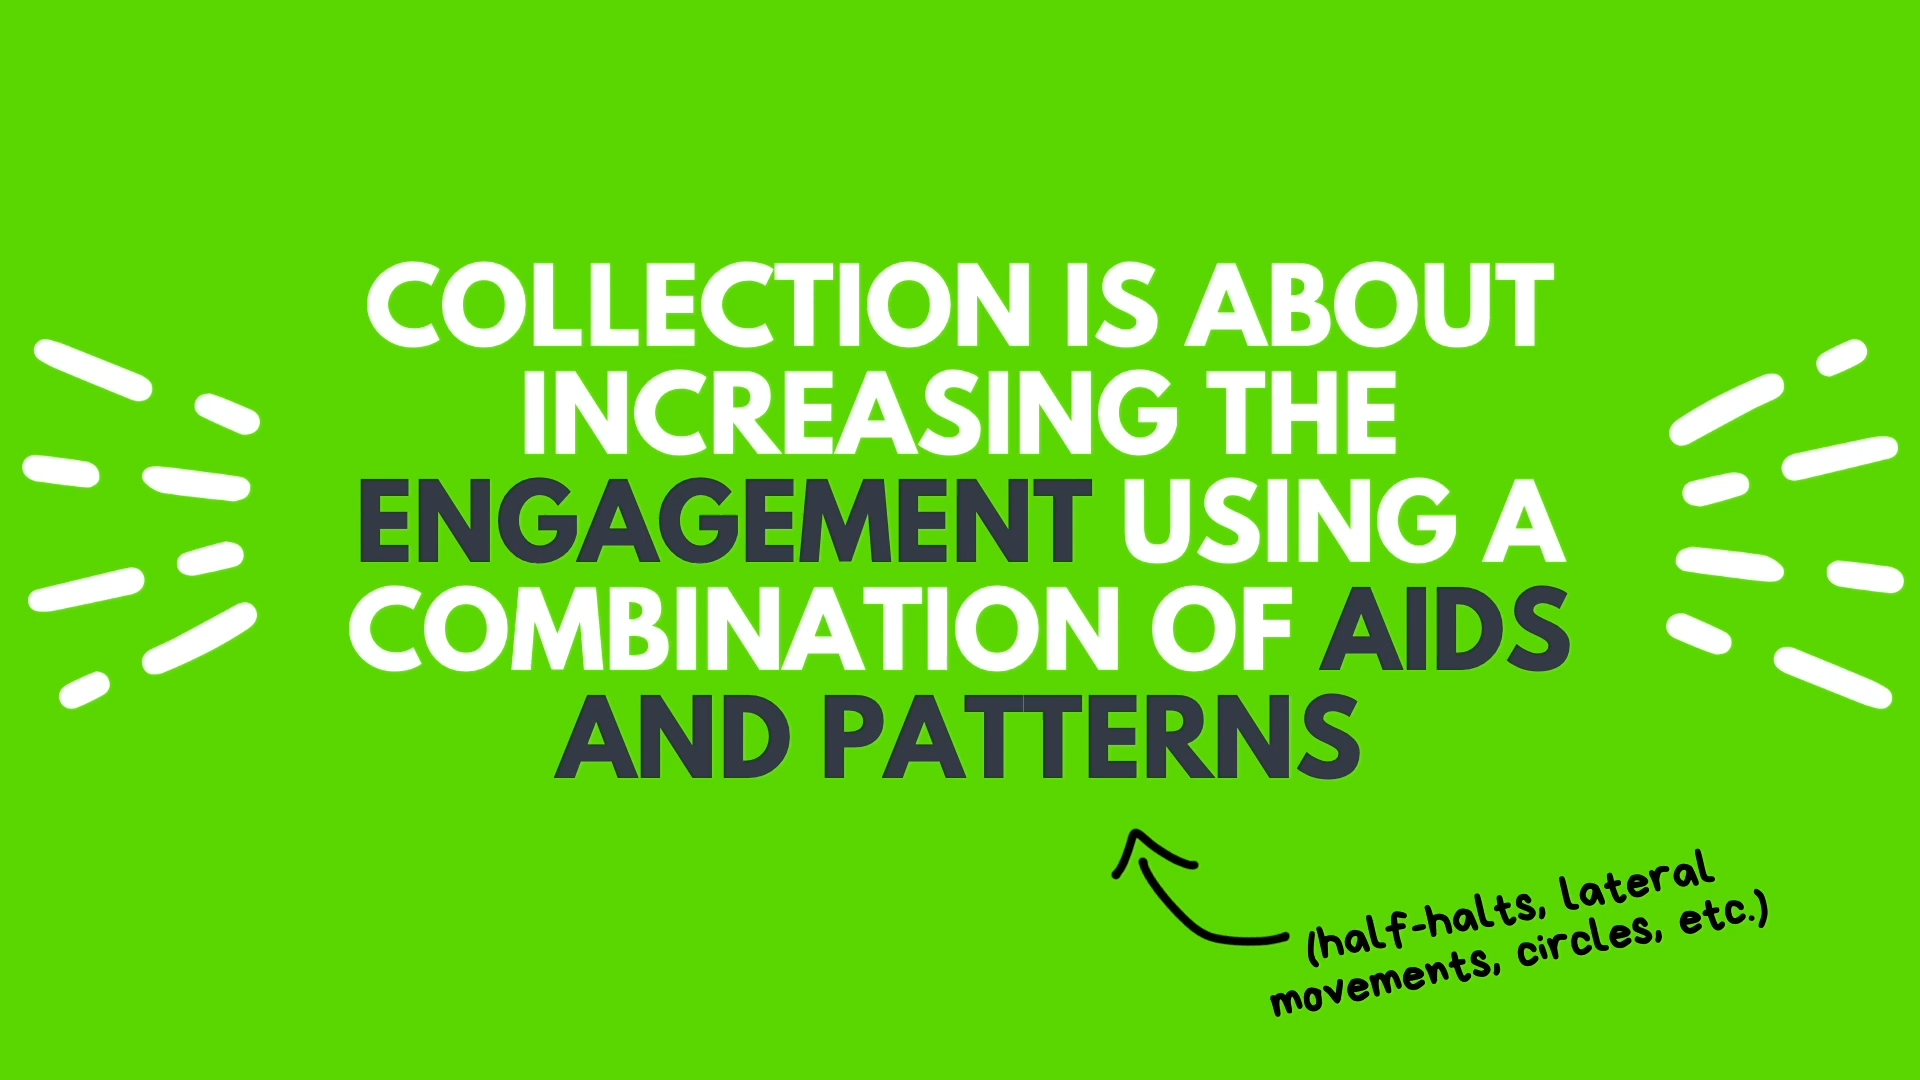 COLLECTION IS ABOUT
INCREASING THE
ENGAGEMENT USING A
COMBINATION OF AIDS
AND PATTERNS
(half-halts, lateral
movements, circles, etc.)